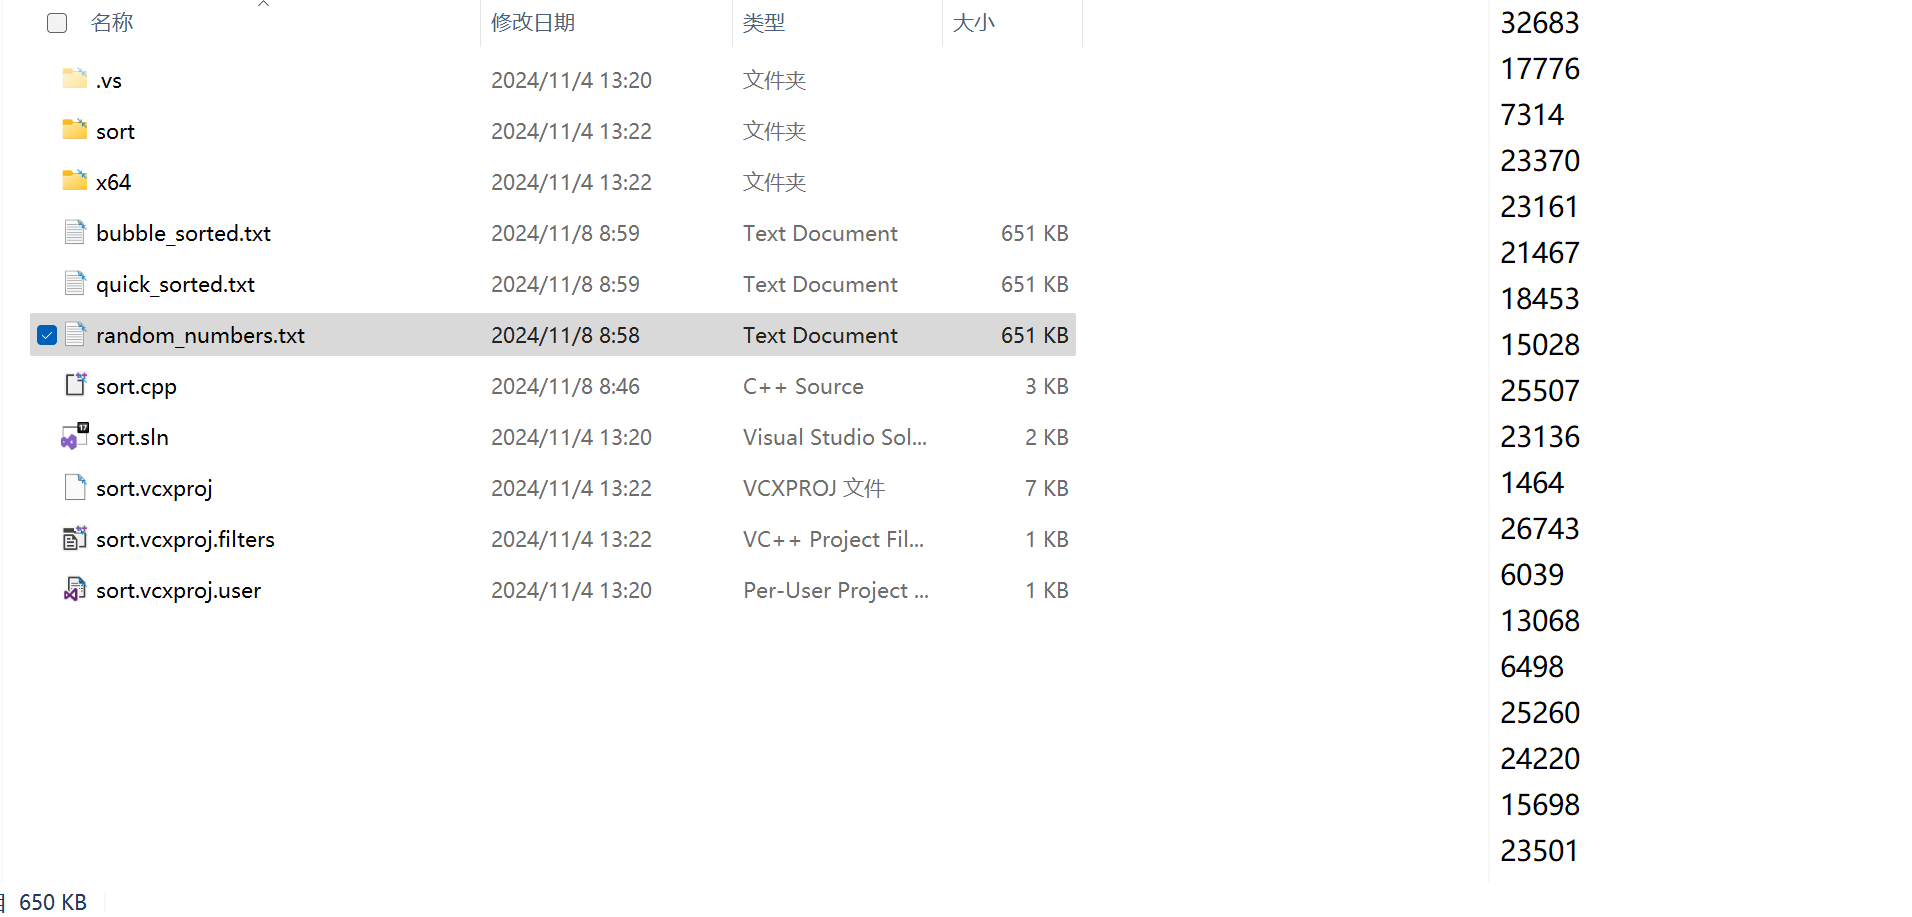 名称 修改日期 类型 大小
.vs 2024/11/4 13:20 文件夹
sort 2024/11/4 13:22 文件夹
x64 2024/11/4 13:22 文件夹
bubble_sorted.txt 2024/11/8 8:59 Text Document 651 KB
quick_sorted.txt 2024/11/8 8:59 Text Document 651 KB
random_numbers.txt 2024/11/8 8:58 Text Document 651 KB
sort.cpp 2024/11/8 8:46 C++ Source 3 KB
sort.sln 2024/11/4 13:20 Visual Studio Sol... 2 KB
sort.vcxproj 2024/11/4 13:22 VCXPROJ 文件 7 KB
sort.vcxproj.filters 2024/11/4 13:22 VC++ Project Fil... 1 KB
sort.vcxproj.user 2024/11/4 13:20 Per-User Project ... 1 KB
650 KB
32683
17776
7314
23370
23161
21467
18453
15028
25507
23136
1464
26743
6039
13068
6498
25260
24220
15698
23501